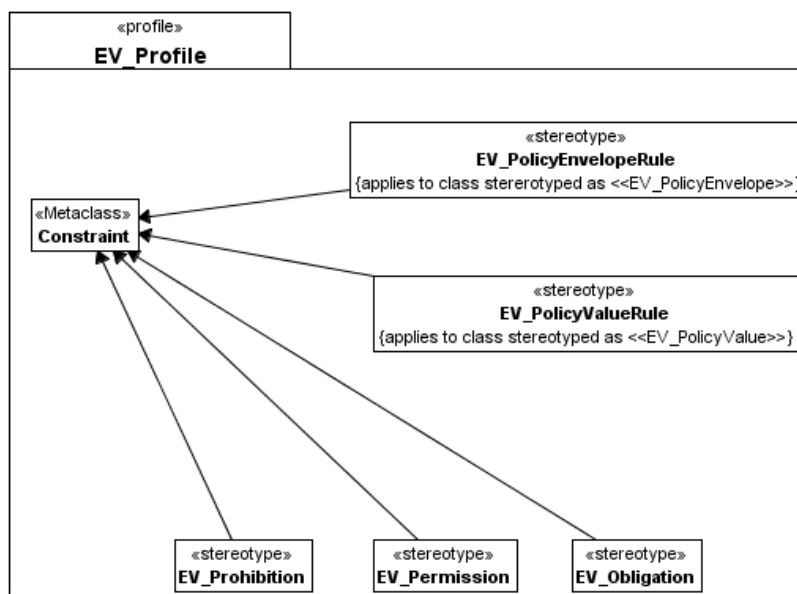 «profile»
EV_Profile
«stereotype»
EV_PolicyEnvelopeRule
{applies to class stererotyped as <<EV_PolicyEnvelope>>}
«Metaclass»
Constraint
«stereotype»
EV_PolicyValueRule
{applies to class stereotyped as <<EV_PolicyValue>>}
«stereotype»
EV_Prohibition
«stereotype»
EV_Permission
«stereotype»
EV_Obligation